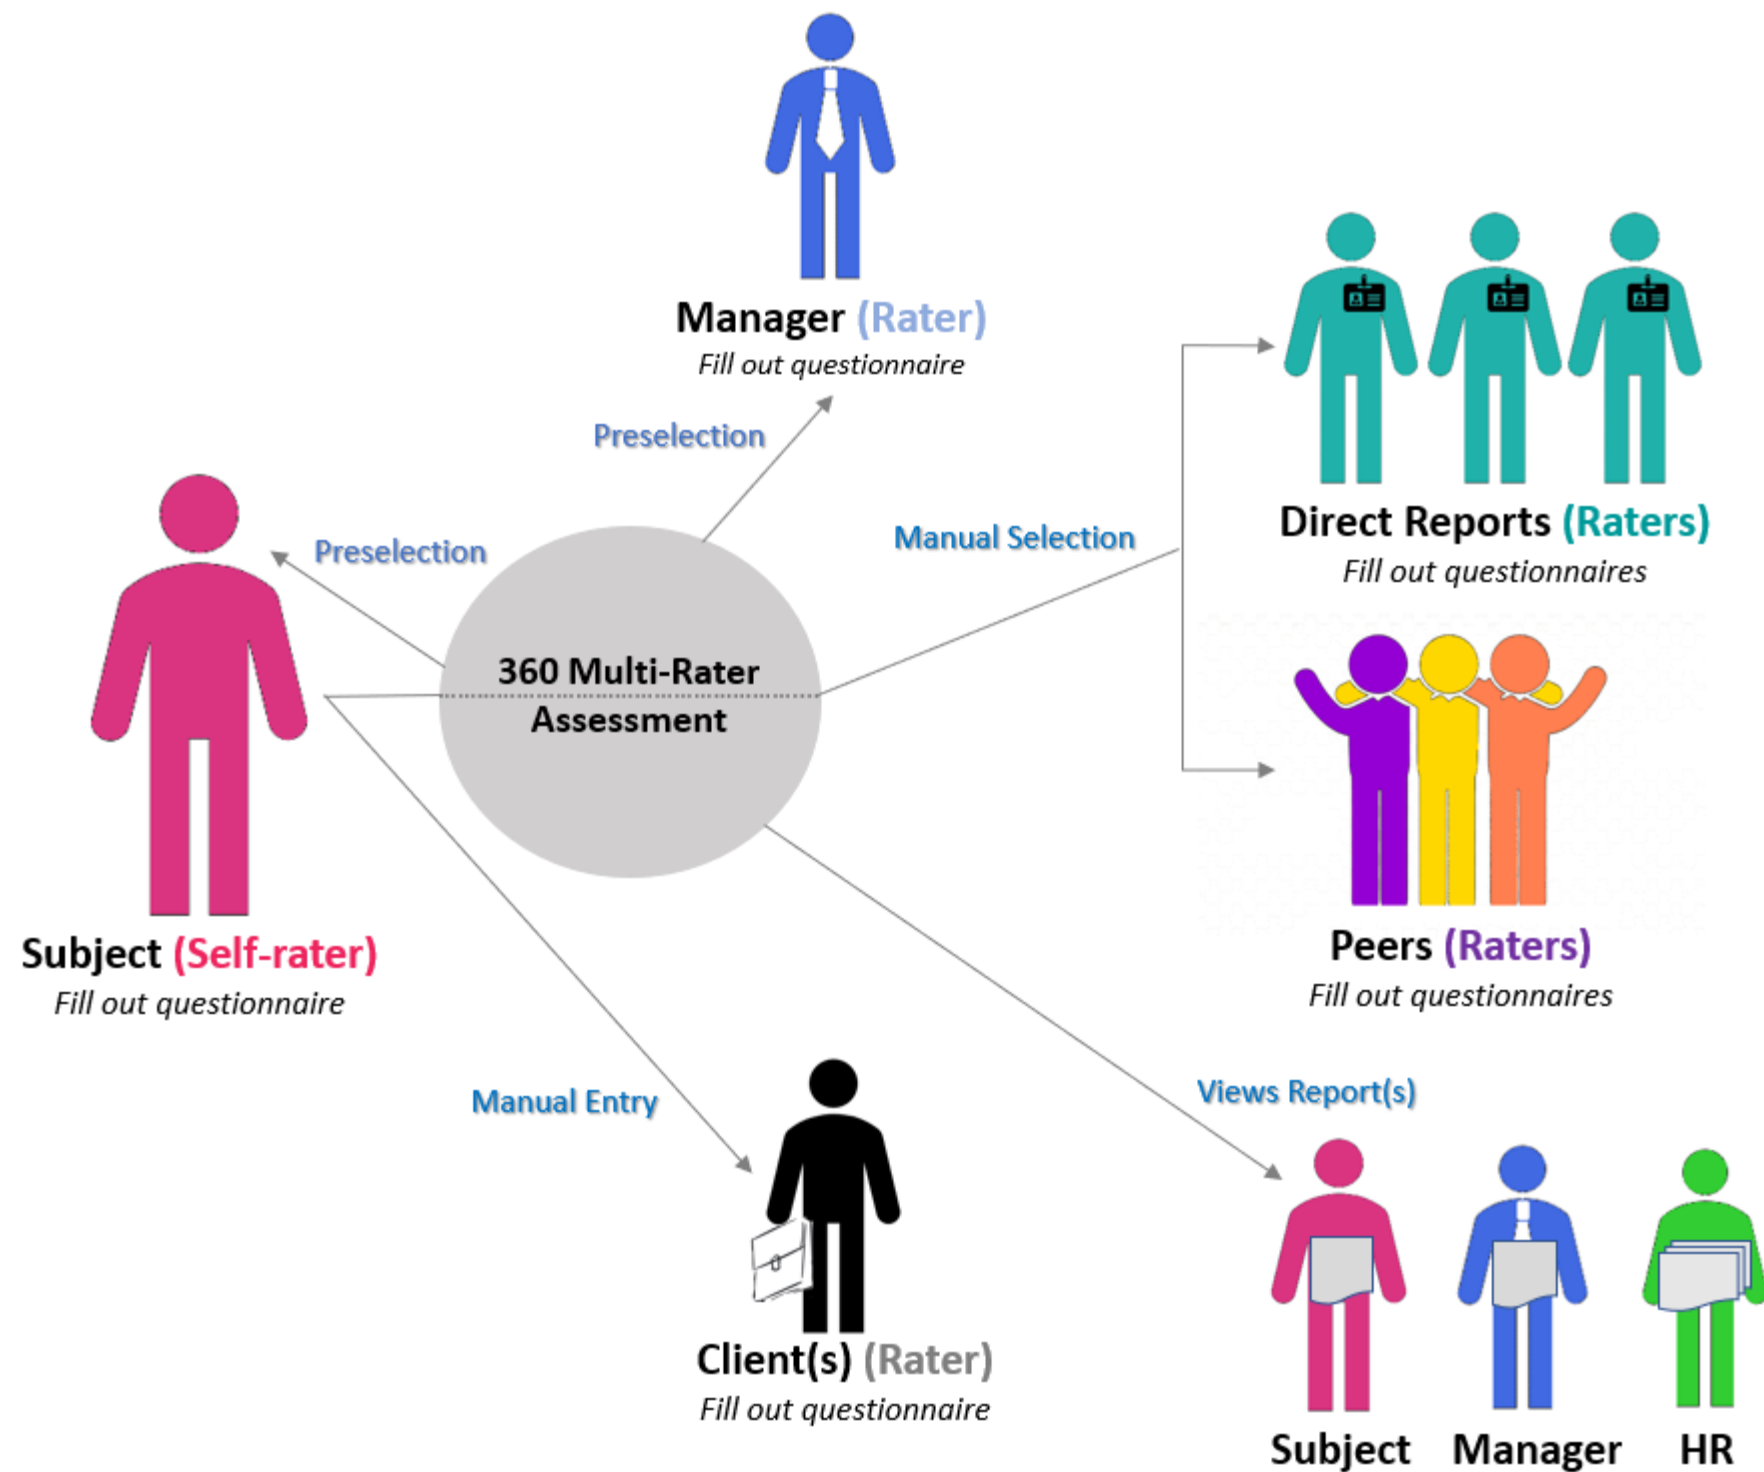 Manager (Rater)
Fill out questionnaire
Preselection
Preselection
Manual Selection
Direct Reports (Raters)
Fill out questionnaires
360 Multi-Rater
Assessment
Peers (Raters)
Fill out questionnaires
Subject (Self-rater)
Fill out questionnaire
Manual Entry
Views Report(s)
Client(s) (Rater)
Fill out questionnaire
Subject Manager HR